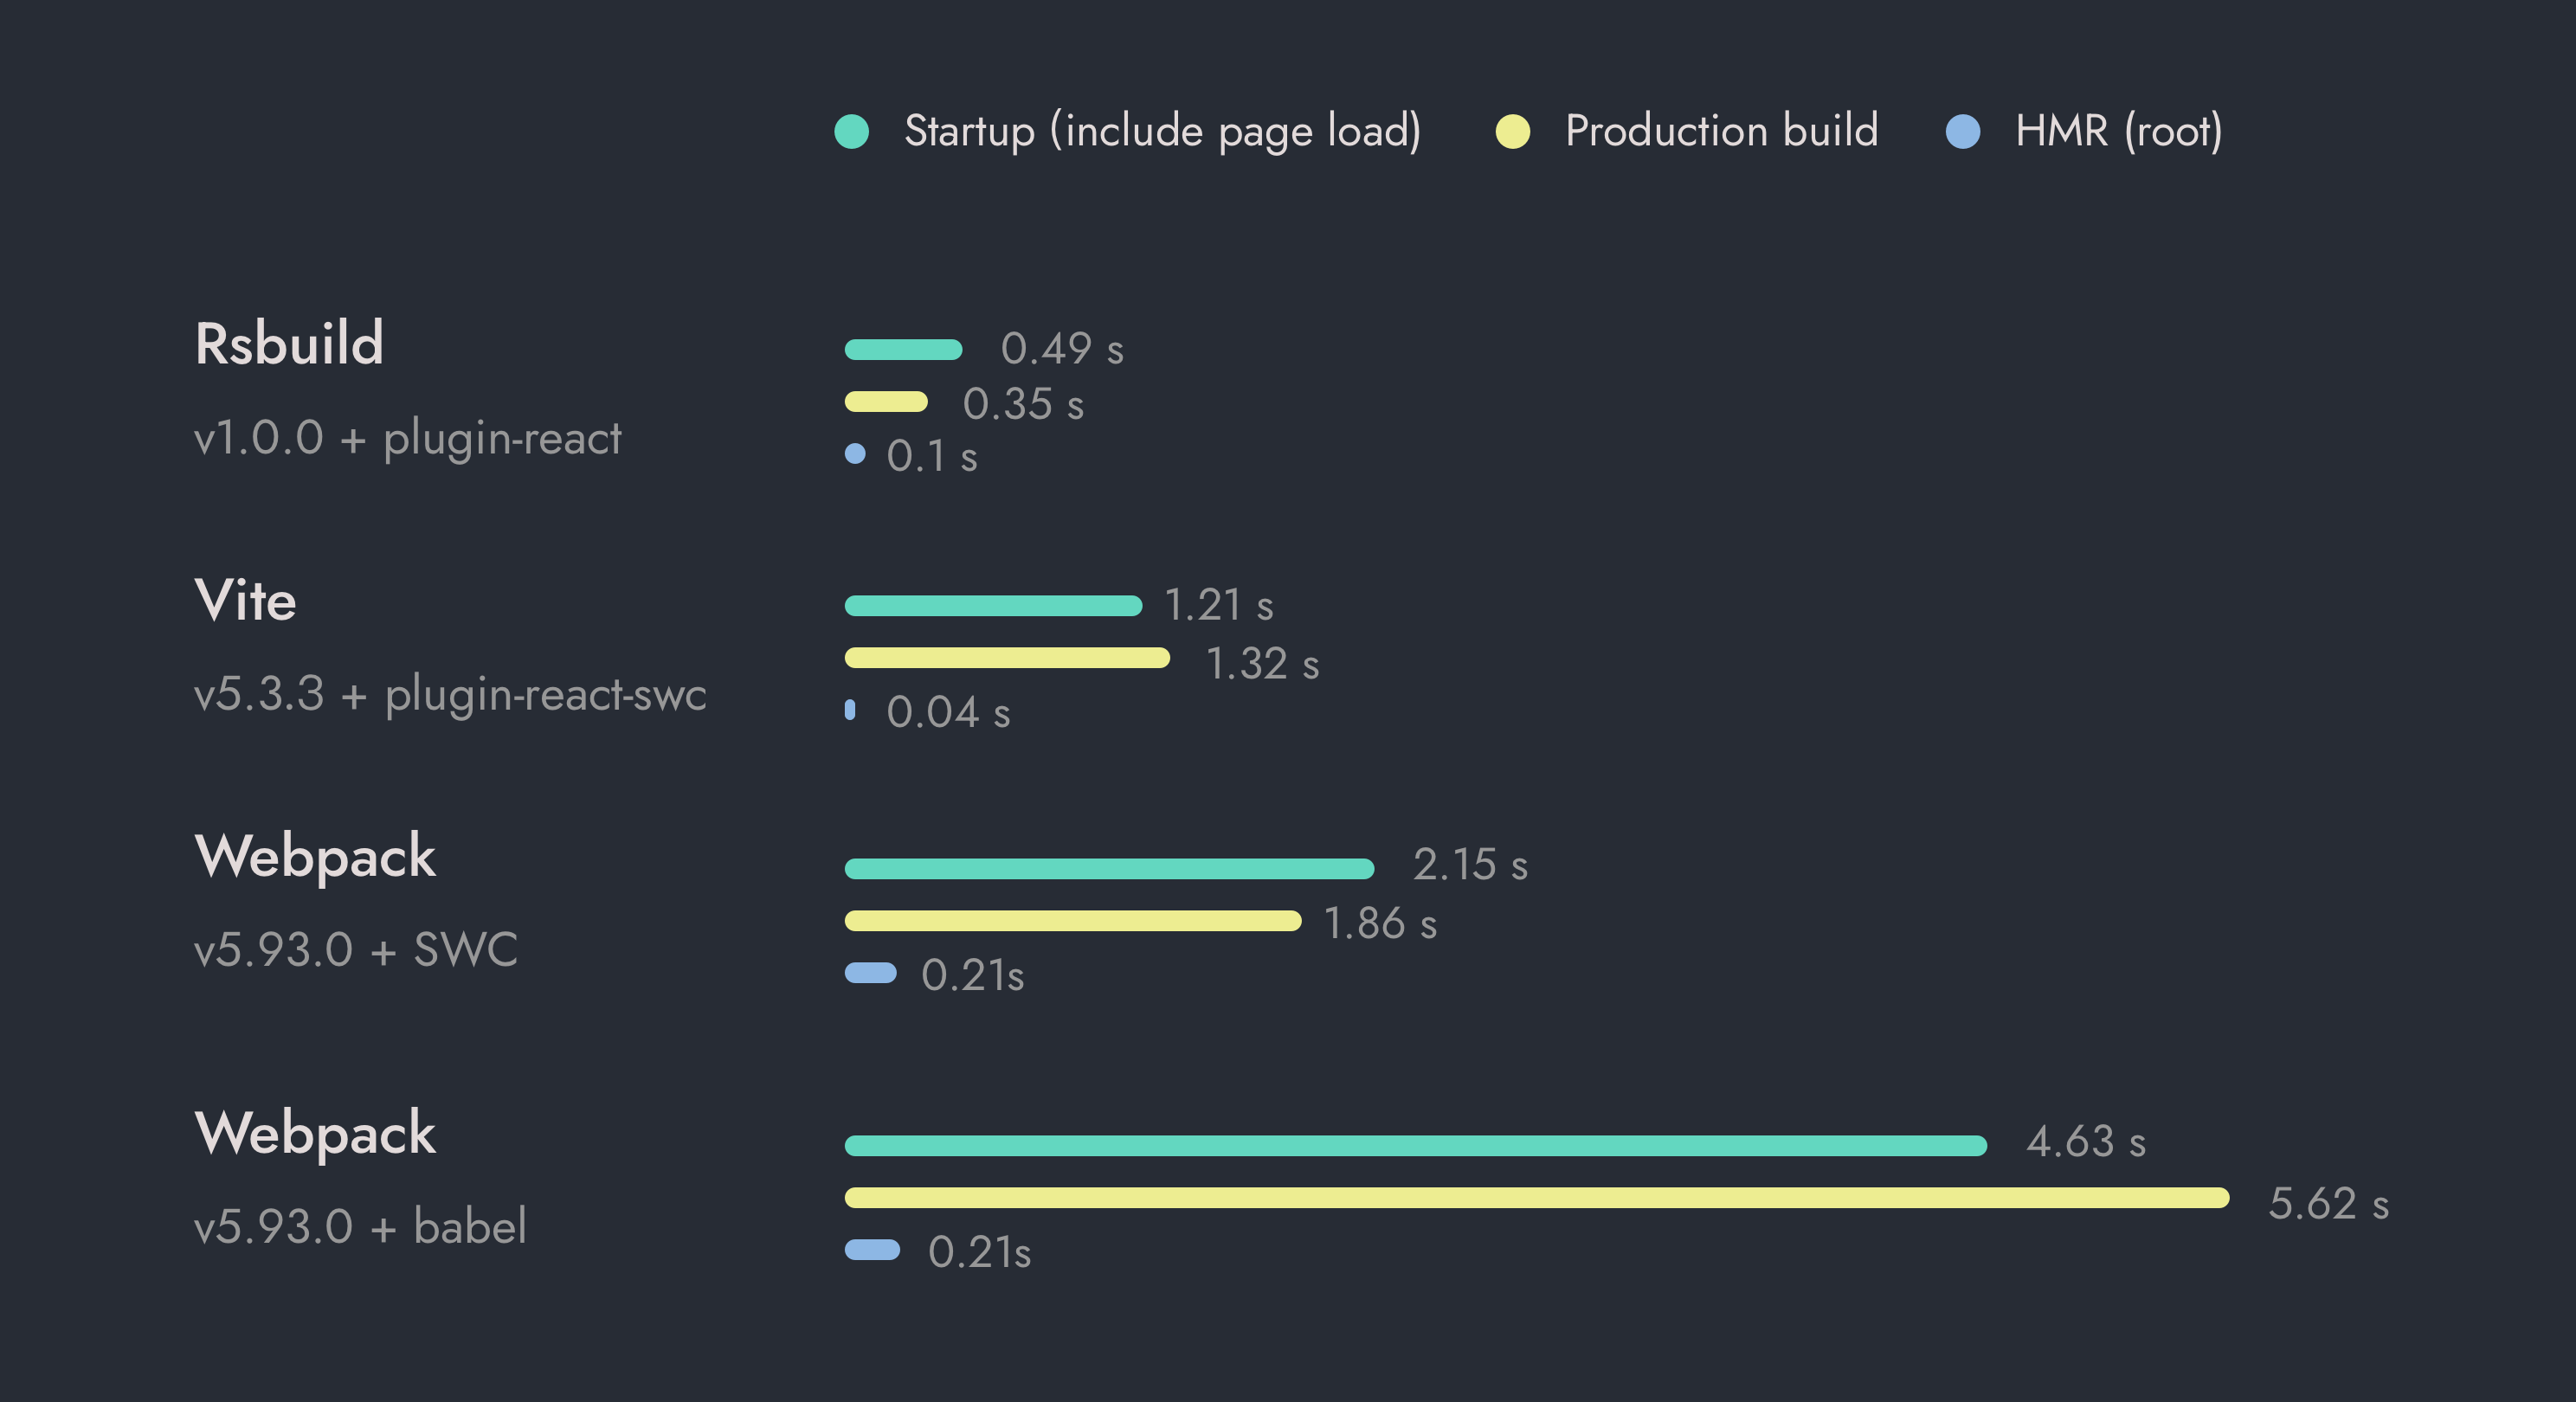 Startup (include page load) Production build HMR (root)
Rsbuild
v1.0.0 + plugin-react
0.49 s
0.35 s
0.1 s
Vite
v5.3.3 + plugin-react-swc
1.21 s
1.32 s
0.04 s
Webpack
v5.93.0 + SWC
2.15 s
1.86 s
0.21s
Webpack
v5.93.0 + babel
4.63 s
5.62 s
0.21s